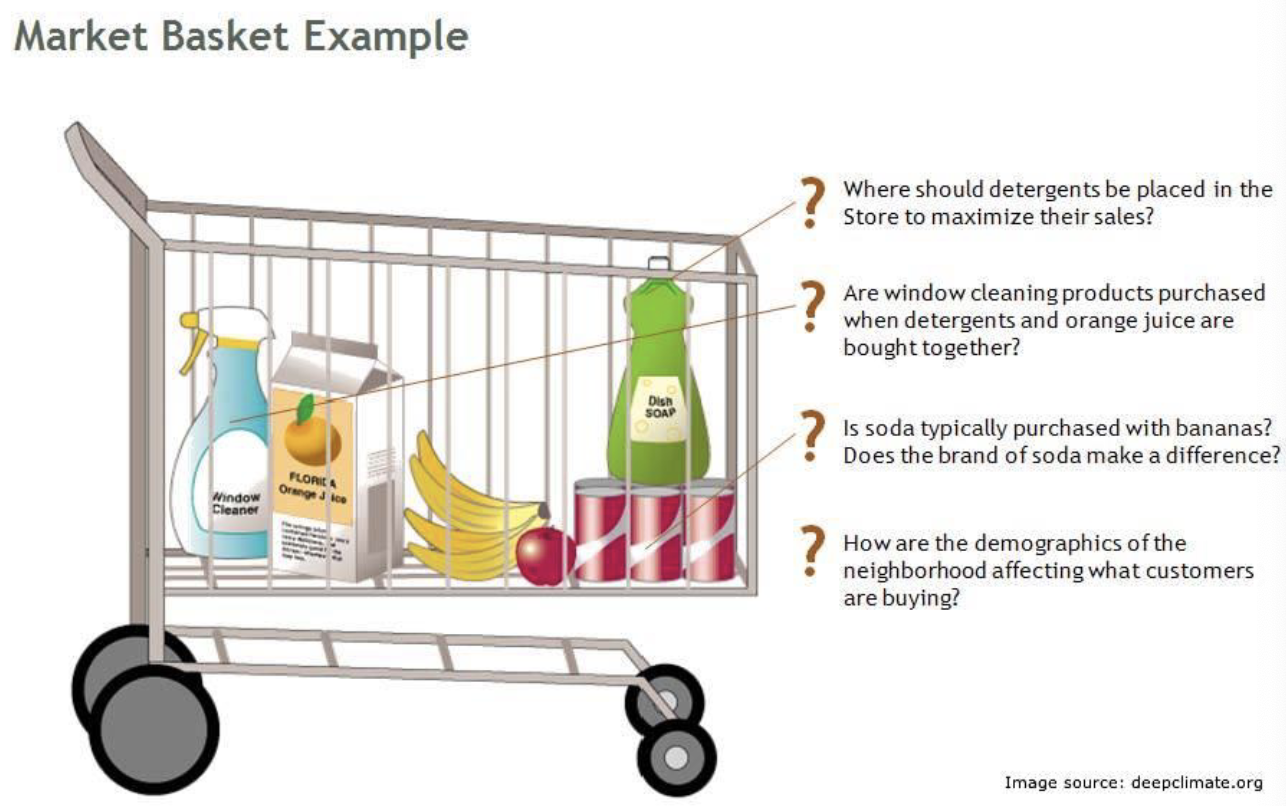 Market Basket Example
Where should detergents be placed in the
Store to maximize their sales?
Are window cleaning products purchased
when detergents and orange juice are
bought together?
Is soda typically purchased with bananas?
Does the brand of soda make a difference?
How are the demographics of the
neighborhood affecting what customers
are buying?
Dish
SOAP
Window
Cleaner
FLORIDA
Orange Juice
Image source: deepclimate.org